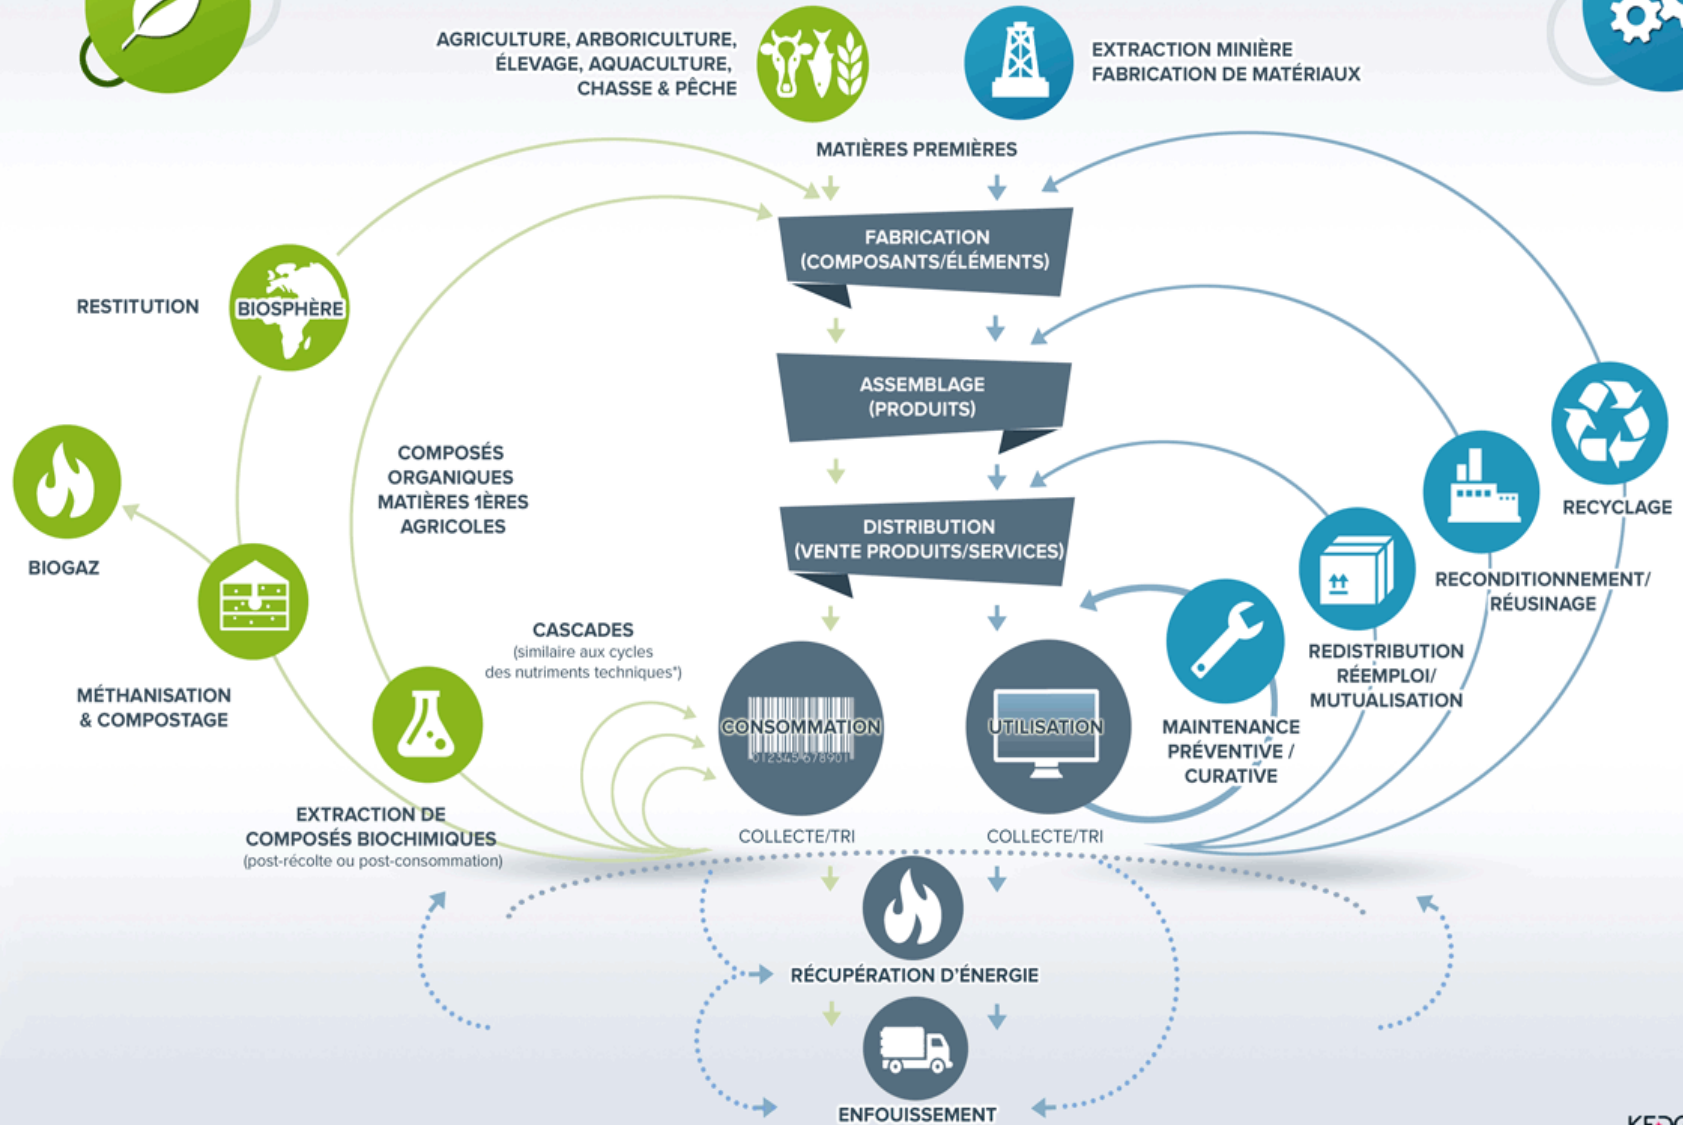 AGRICULTURE, ARBORICULTURE,
ÉLEVAGE, AQUACULTURE,
CHASSE & PÊCHE
EXTRACTION MINIÈRE
FABRICATION DE MATÉRIAUX
MATIÈRES PREMIÈRES
FABRICATION
(COMPOSANTS/ÉLÉMENTS)
RESTITUTION
BIOSPHÈRE
ASSEMBLAGE
(PRODUITS)
COMPOSÉS
ORGANIQUES
MATIÈRES 1ÈRES
AGRICOLES
RECYCLAGE
DISTRIBUTION
(VENTE PRODUITS/SERVICES)
BIOGAZ
RECONDITIONNEMENT/
RÉUSINAGE
CASCADES
(similaire aux cycles
des nutriments techniques*)
REDISTRIBUTION
RÉEMPLOI/
MUTUALISATION
MÉTHANISATION
& COMPOSTAGE
CONSOMMATION
012345 678901
UTILISATION
MAINTENANCE
PRÉVENTIVE /
CURATIVE
EXTRACTION DE
COMPOSÉS BIOCHIMIQUES
(post-récolte ou post-consommation)
COLLECTE/TRI
COLLECTE/TRI
RÉCUPÉRATION D'ÉNERGIE
ENFOUISSEMENT